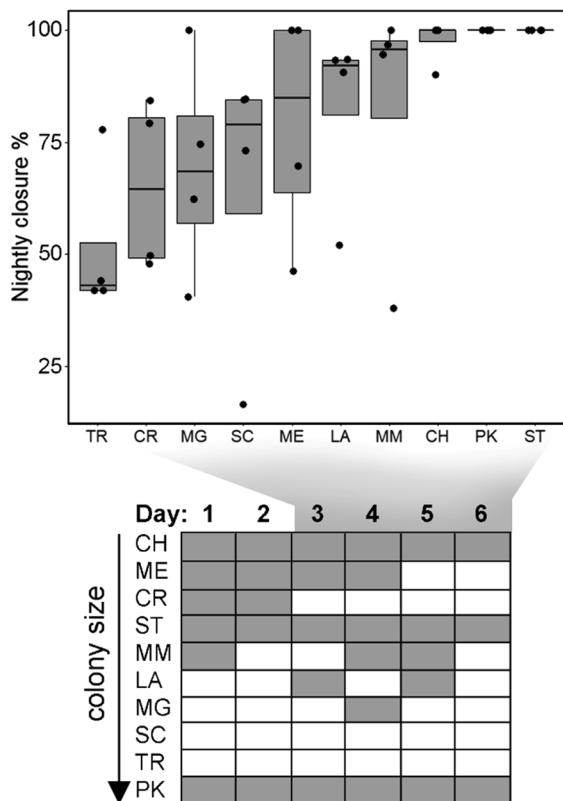 Nightly closure %
100
75
50
25
TR CR MG SC ME LA MM CH PK ST
Day: 1 2 3 4 5 6
colony size
CH
ME
CR
ST
MM
LA
MG
SC
TR
PK